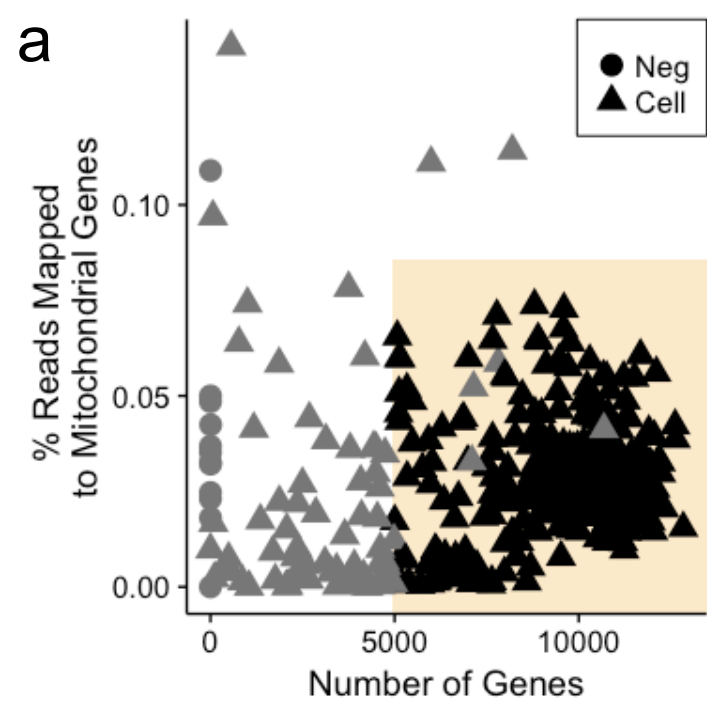 a
Neg
Cell
% Reads Mapped
to Mitochondrial Genes
0.10
0.05
0.00
0
5000
10000
Number of Genes